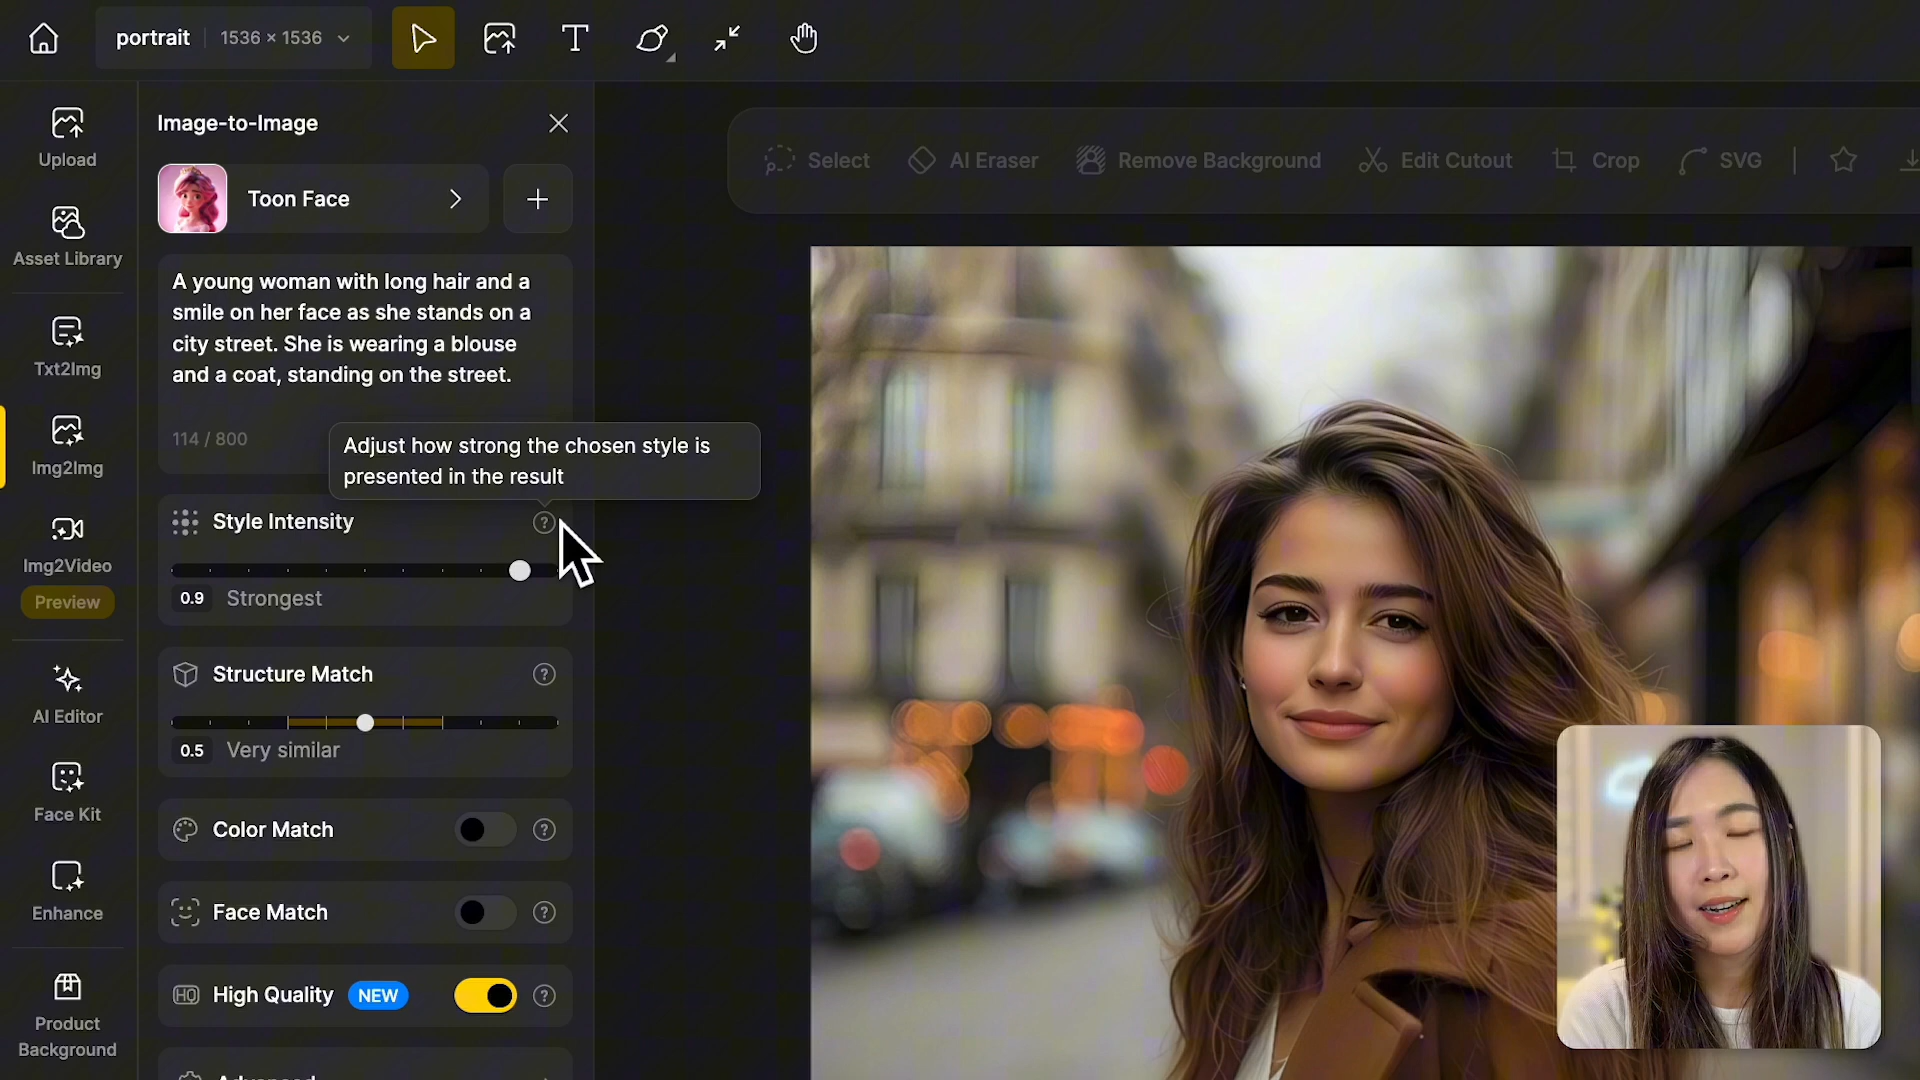 portrait
1536 × 1536
Upload
Asset Library
Txt2Img
Img2Img
Img2Video
Preview
AI Editor
Face Kit
Enhance
Product
Background
Image-to-Image
Toon Face
A young woman with long hair and a
smile on her face as she stands on a
city street. She is wearing a blouse
and a coat, standing on the street.
114 / 800
Adjust how strong the chosen style is
presented in the result
Style Intensity
?
0.9 Strongest
Structure Match
?
0.5 Very similar
Color Match
?
Face Match
?
HQ High Quality NEW
?
Advanced
Select
AI Eraser
Remove Background
Edit Cutout
Crop
SVG